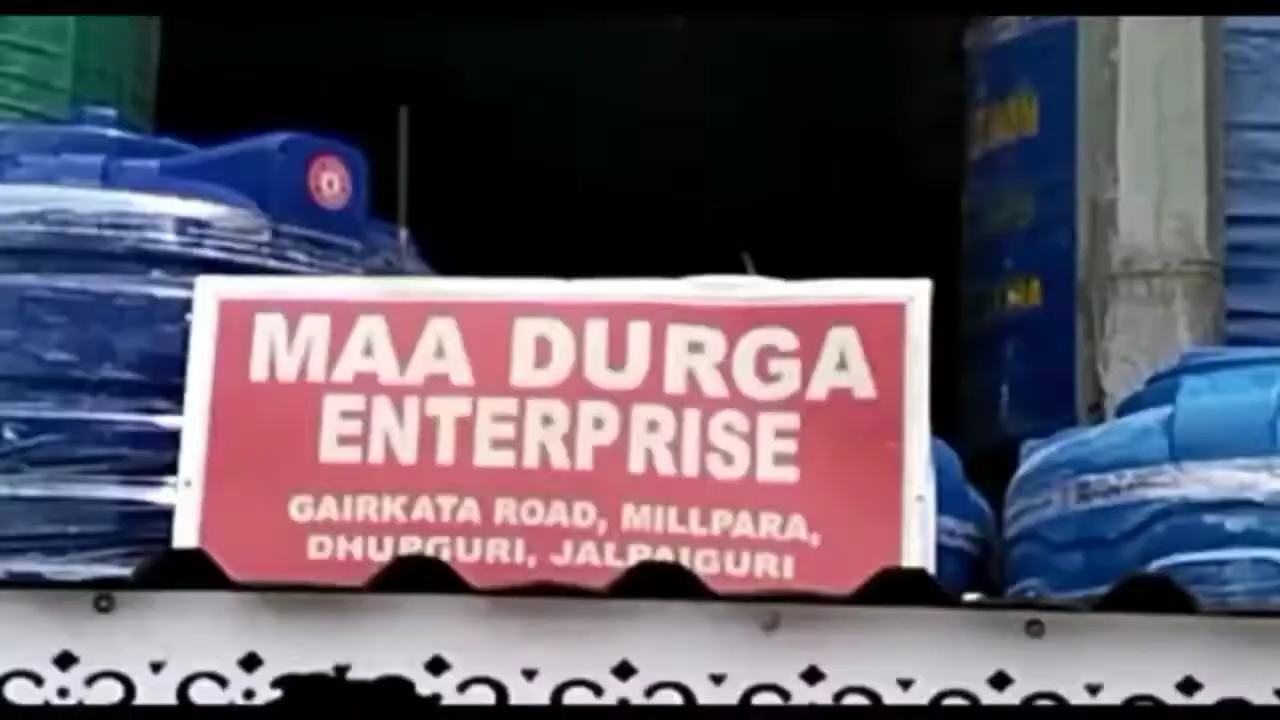 MAA DURGA
ENTERPRISE
GAIRKATA ROAD, MILLPARA,
DHUPGURI, JALPAIGURI